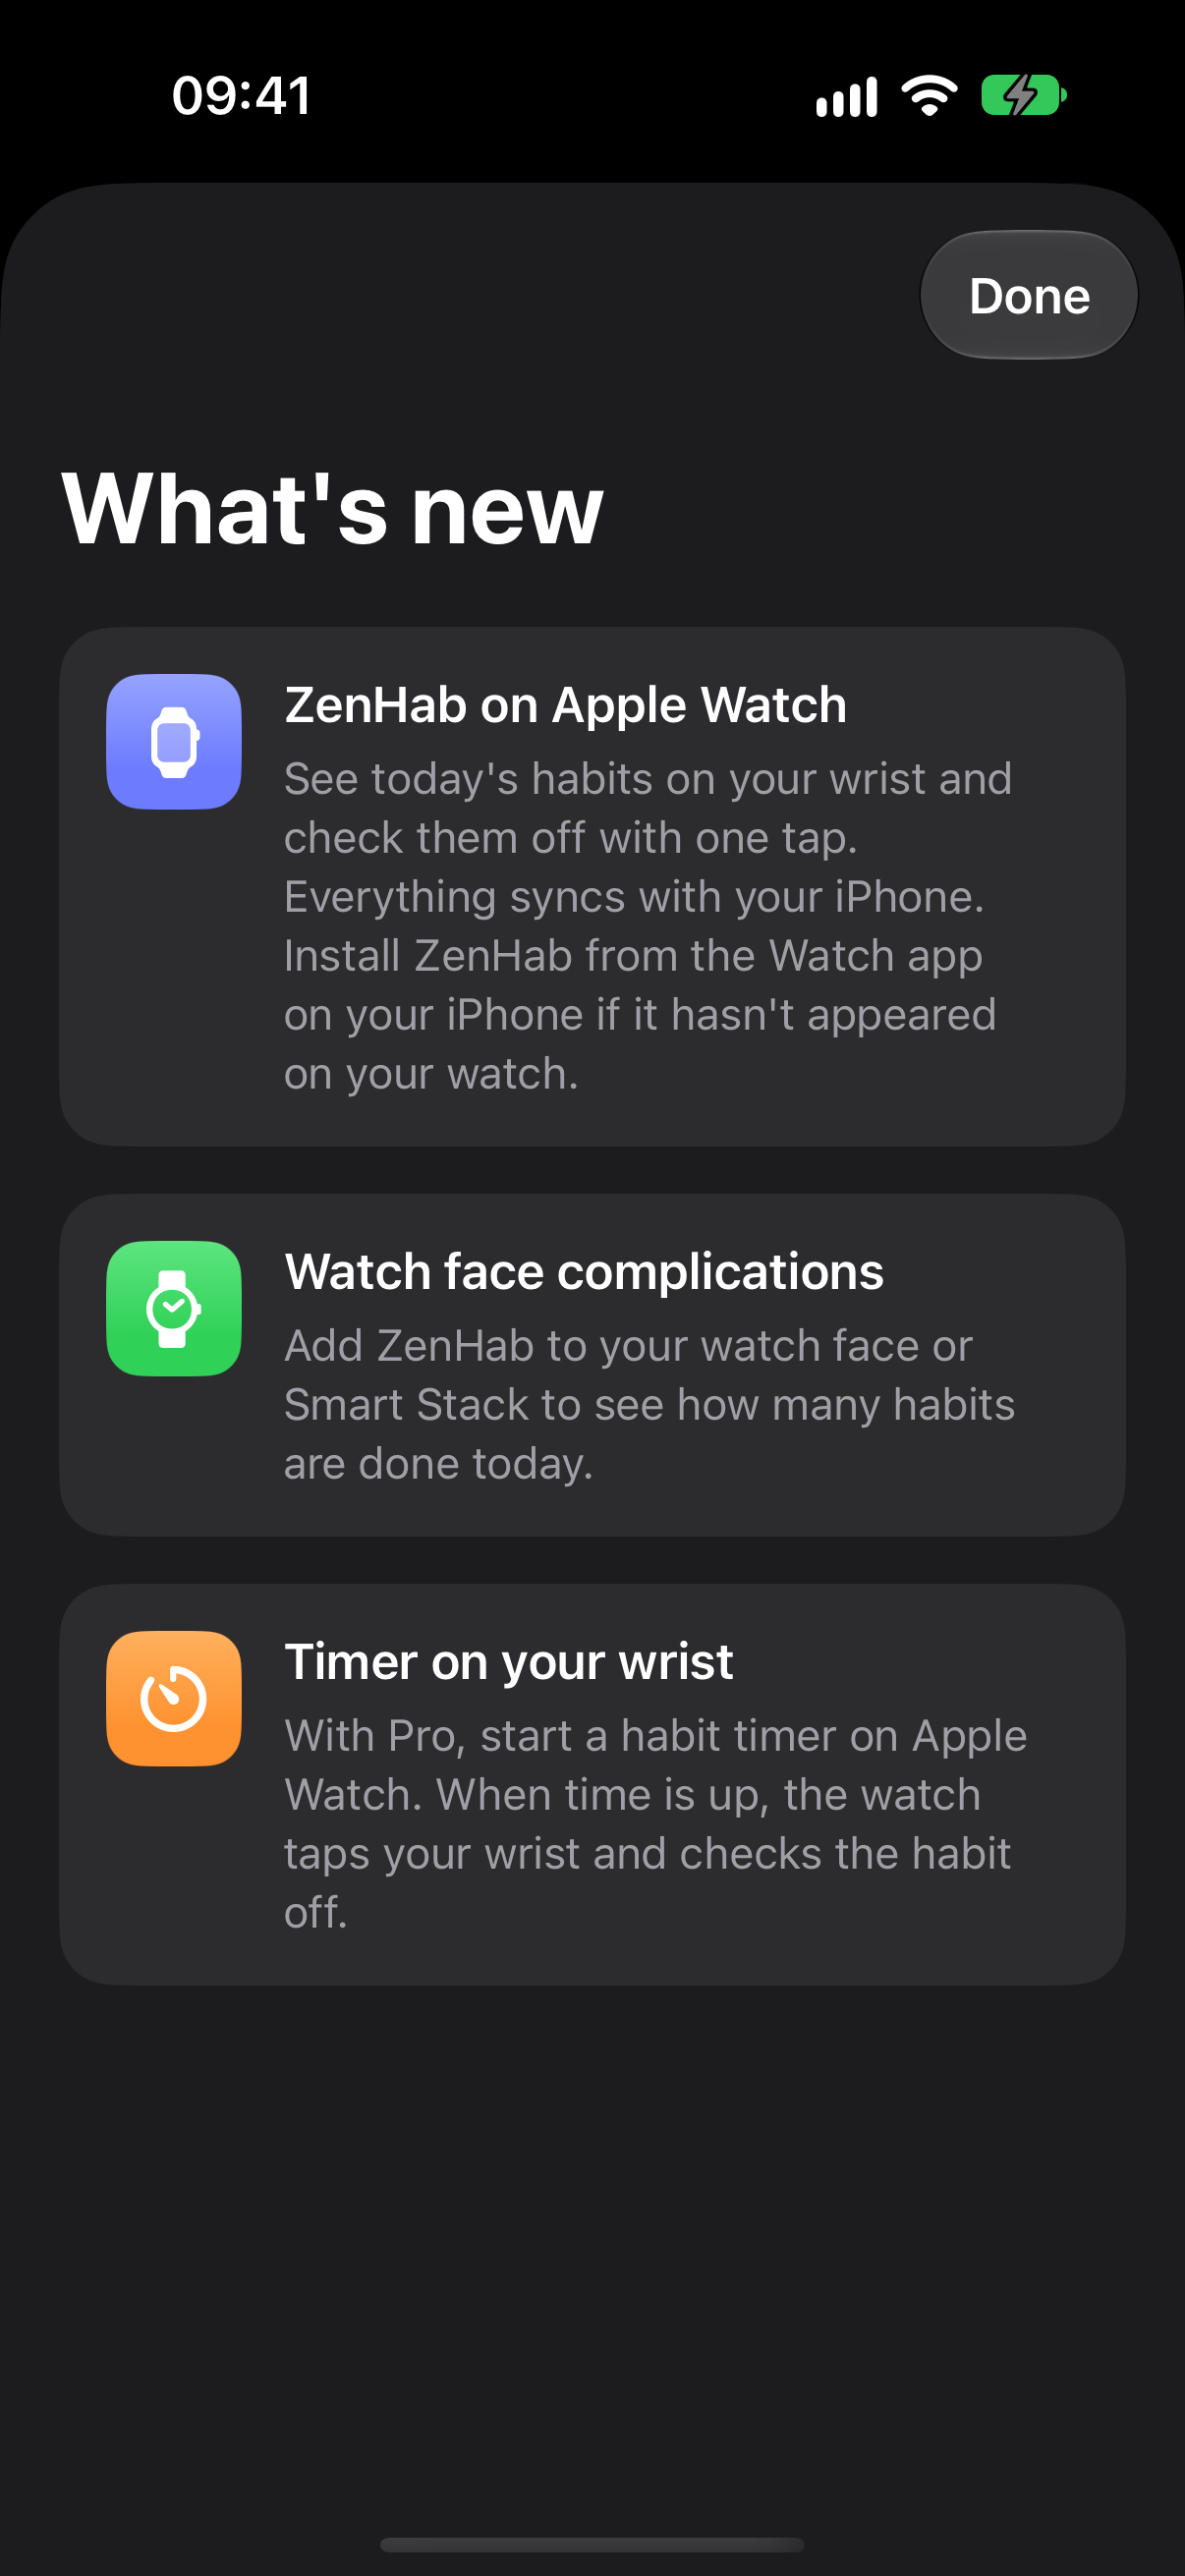 09:41
Done
What's new
ZenHab on Apple Watch
See today's habits on your wrist and
check them off with one tap.
Everything syncs with your iPhone.
Install ZenHab from the Watch app
on your iPhone if it hasn't appeared
on your watch.
Watch face complications
Add ZenHab to your watch face or
Smart Stack to see how many habits
are done today.
Timer on your wrist
With Pro, start a habit timer on Apple
Watch. When time is up, the watch
taps your wrist and checks the habit
off.